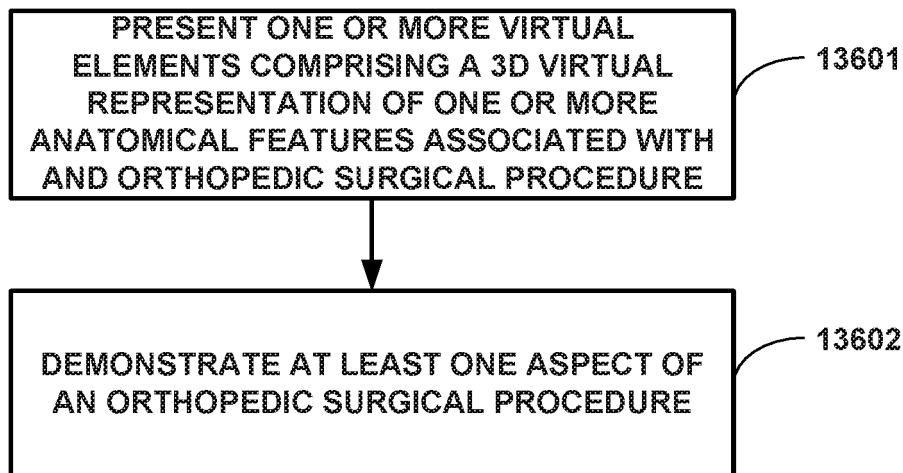 PRESENT ONE OR MORE VIRTUAL
ELEMENTS COMPRISING A 3D VIRTUAL
REPRESENTATION OF ONE OR MORE
ANATOMICAL FEATURES ASSOCIATED WITH
AND ORTHOPEDIC SURGICAL PROCEDURE
13601
DEMONSTRATE AT LEAST ONE ASPECT OF
AN ORTHOPEDIC SURGICAL PROCEDURE
13602